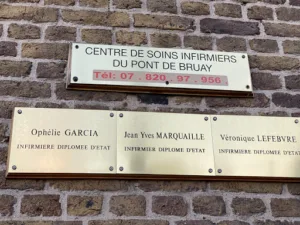 CENTRE DE SOINS INFIRMIERS
DU PONT DE BRUAY
Tél: 07 . 820 . 97 . 956
Ophélie GARCIA
INFIRMIERE DIPLOMEE D'ETAT
Jean Yves MARQUAILLE
INFIRMIER DIPLOME D'ETAT
Véronique LEFEBVRE
INFIRMIERE DIPLOMEE D'ETAT